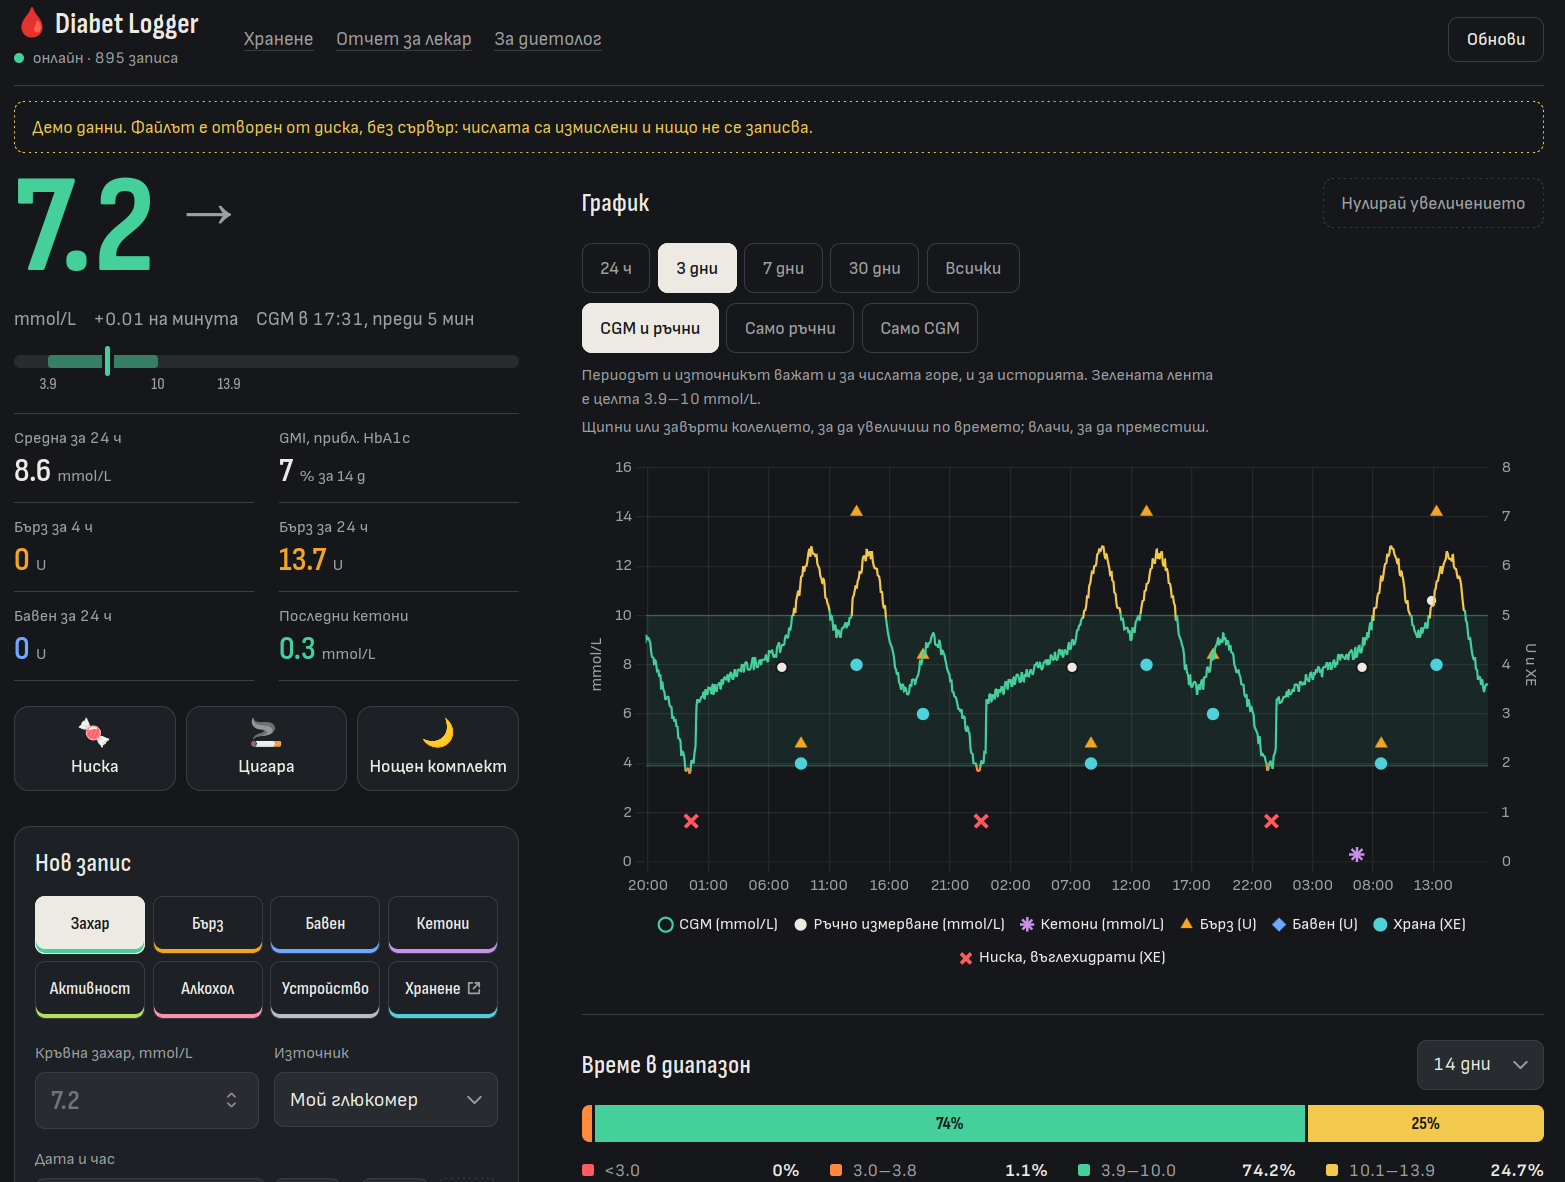 Diabet Logger
онлайн · 895 записа
Хранене Отчет за лекар За диетолог
Обнови
Демо данни. Файлът е отворен от диска, без сървър: числата са измислени и нищо не се записва.
7.2 →
mmol/L +0.01 на минута CGM в 17:31, преди 5 мин
3.9 10 13.9
Средна за 24 ч
8.6 mmol/L
GMI, прибл. HbA1c
7 % за 14 д
Бърз за 4 ч
0 U
Бърз за 24 ч
13.7 U
Бавен за 24 ч
0 U
Последни кетони
0.3 mmol/L
Ниска
Цигара
Нощен комплект
Нов запис
Захар Бърз Бавен Кетони
Активност Алкохол Устройство Хранене
Кръвна захар, mmol/L
7.2
Източник
Мой глюкомер
Дата и час
График
Нулирай увеличението
24 ч 3 дни 7 дни 30 дни Всички
CGM и ръчни Само ръчни Само CGM
Периодът и източникът важат и за числата горе, и за историята. Зелената лента
е целта 3.9–10 mmol/L.
Щипни или завърти колелцето, за да увеличиш по времето; влачи, за да преместиш.
16 8
14 7
12 6
10 5
8 4
6 3
4 2
2 1
0 0
mmol/L
U и XE
20:00 01:00 06:00 11:00 16:00 21:00 02:00 07:00 12:00 17:00 22:00 03:00 08:00 13:00
CGM (mmol/L) Ръчно измерване (mmol/L) Кетони (mmol/L) Бърз (U) Бавен (U) Храна (XE)
Ниска, въглехидрати (XE)
Време в диапазон
14 дни
74% 25%
<3.0 0% 3.0–3.8 1.1% 3.9–10.0 74.2% 10.1–13.9 24.7%